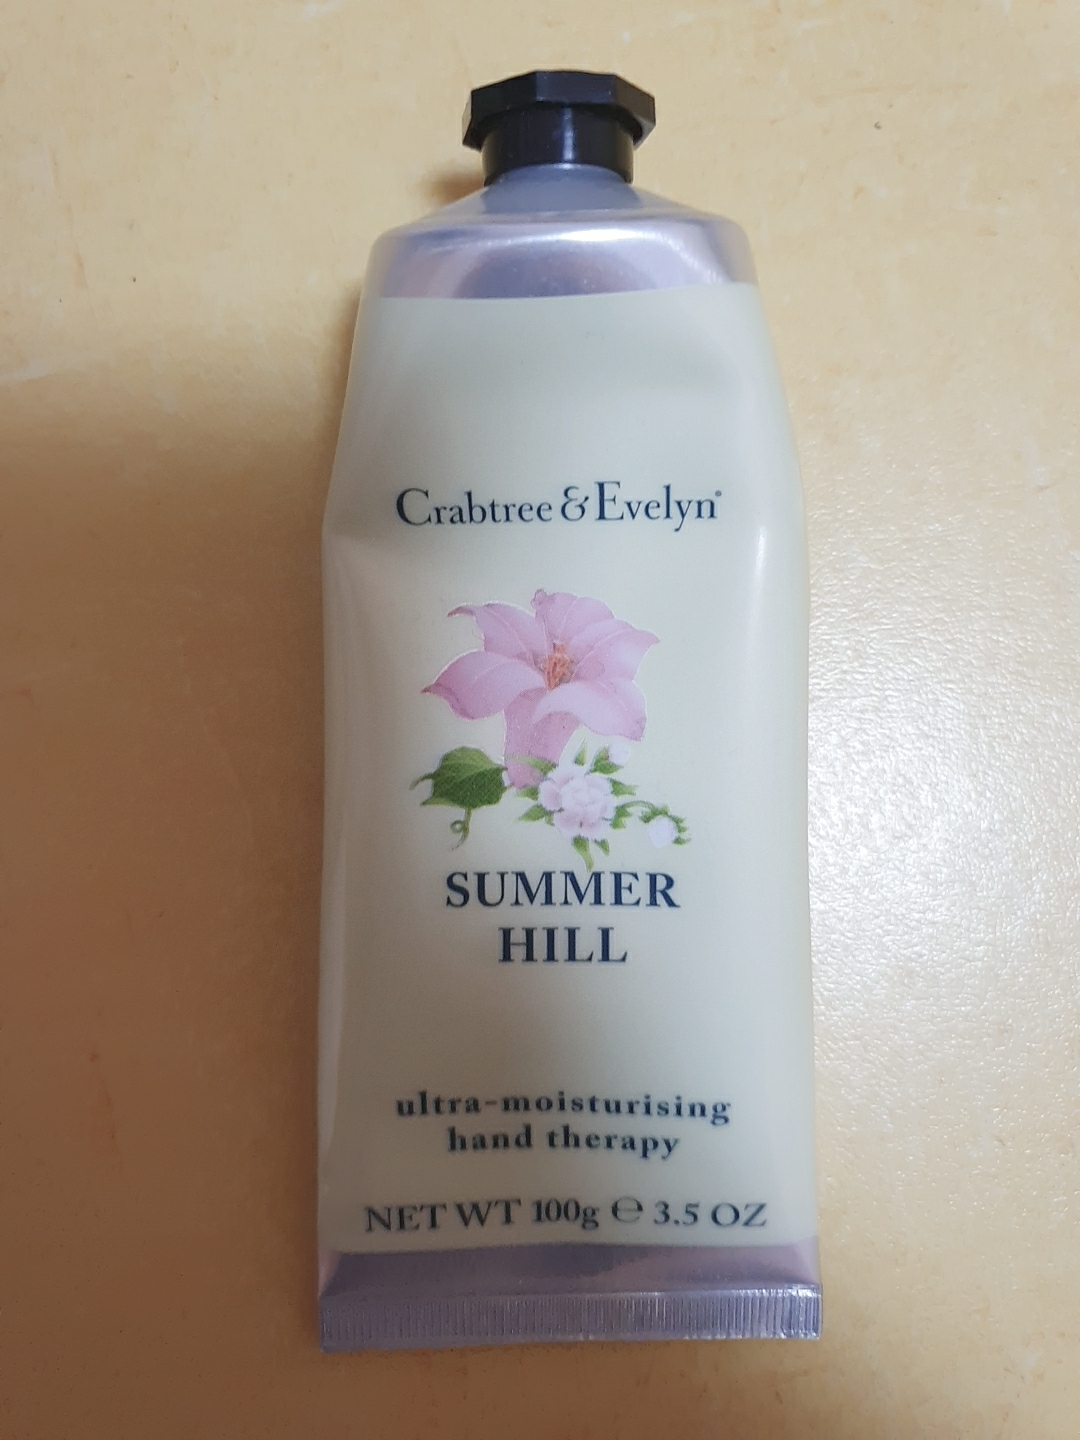 Crabtree & Evelyn®
SUMMER
HILL
ultra-moisturising
hand therapy
NET WT 100g ℮ 3.5 OZ